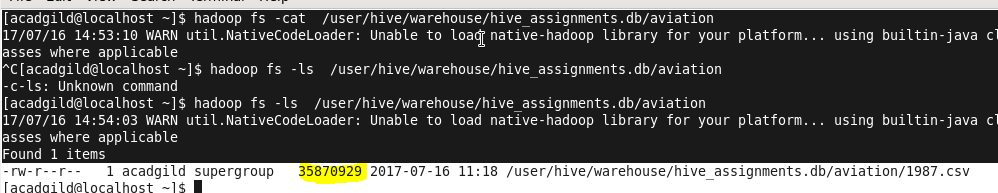 [acadgild@localhost ~]$ hadoop fs -cat  /user/hive/warehouse/hive_assignments.db/aviation
17/07/16 14:53:10 WARN util.NativeCodeLoader: Unable to load native-hadoop library for your platform... using builtin-java cl
asses where applicable
^C[acadgild@localhost ~]$ hadoop fs -ls  /user/hive/warehouse/hive_assignments.db/aviation
-c-ls: Unknown command
[acadgild@localhost ~]$ hadoop fs -ls  /user/hive/warehouse/hive_assignments.db/aviation
17/07/16 14:54:03 WARN util.NativeCodeLoader: Unable to load native-hadoop library for your platform... using builtin-java cl
asses where applicable
Found 1 items
-rw-r--r--   1 acadgild supergroup   35870929 2017-07-16 11:18 /user/hive/warehouse/hive_assignments.db/aviation/1987.csv
[acadgild@localhost ~]$